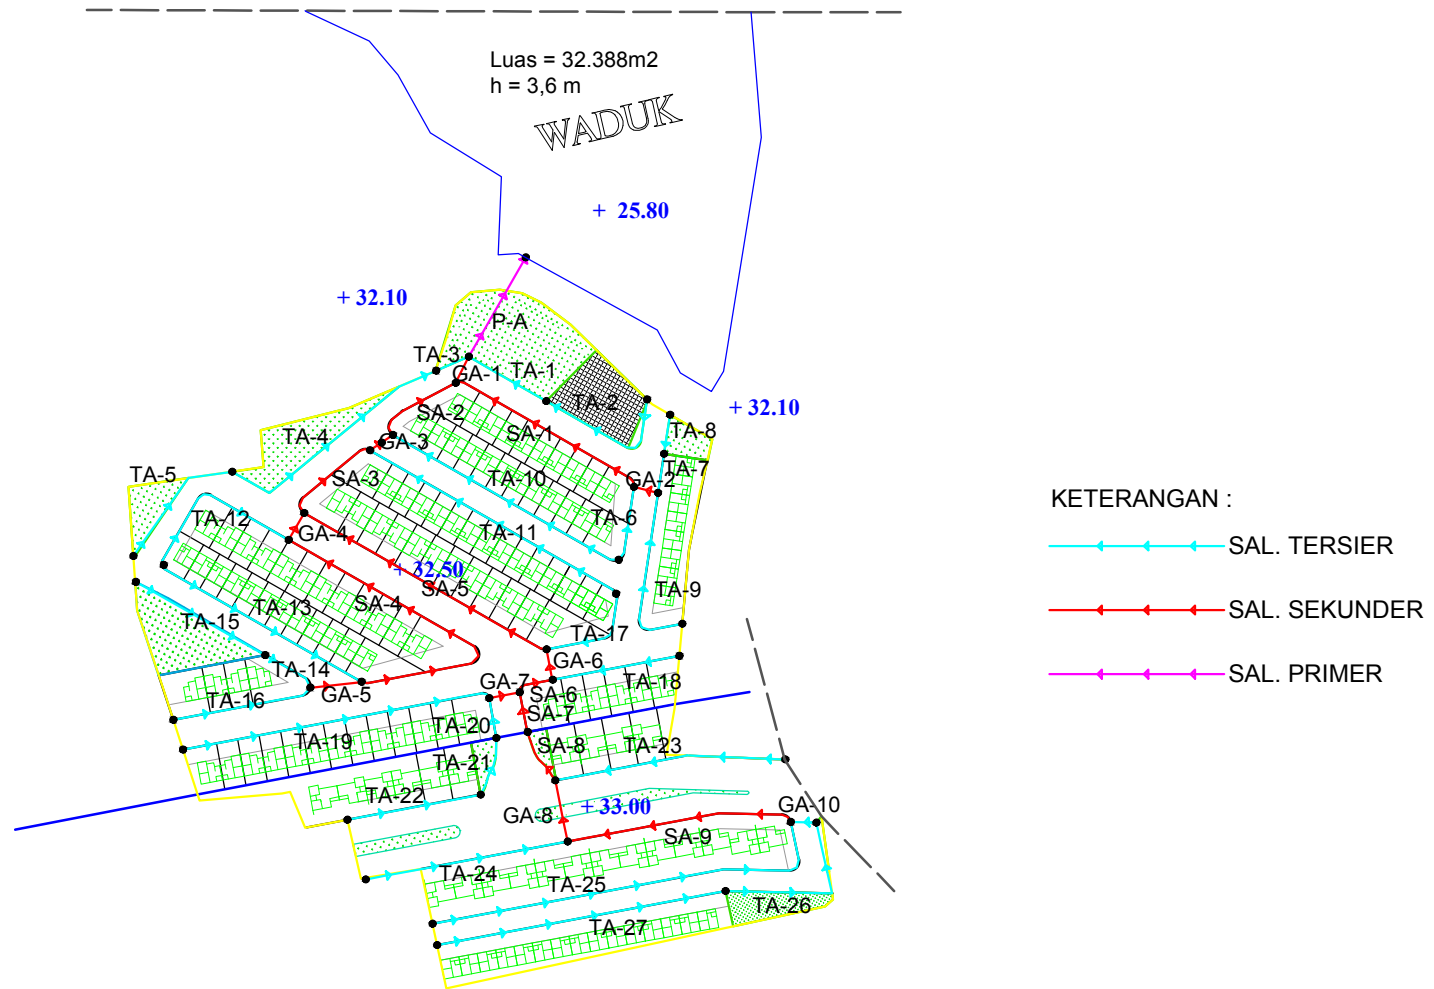 Luas = 32.388m2
h = 3,6 m
WADUK
+ 25.80
+ 32.10
P-A
TA-3
TA-1
GA-1
TA-2
+ 32.10
SA-2
TA-8
SA-1
TA-4
GA-3
TA-7
TA-5
SA-3
TA-10
GA-2
TA-6
TA-12
TA-11
GA-4
KETERANGAN :
SAL. TERSIER
SAL. SEKUNDER
SAL. PRIMER
+ 32.50
SA-5
TA-9
TA-13
SA-4
TA-15
TA-17
TA-14
GA-6
TA-18
GA-5
GA-7
SA-6
TA-16
SA-7
TA-20
TA-19
SA-8
TA-23
TA-21
TA-22
GA-8
+ 33.00
GA-10
SA-9
TA-24
TA-25
TA-26
TA-27